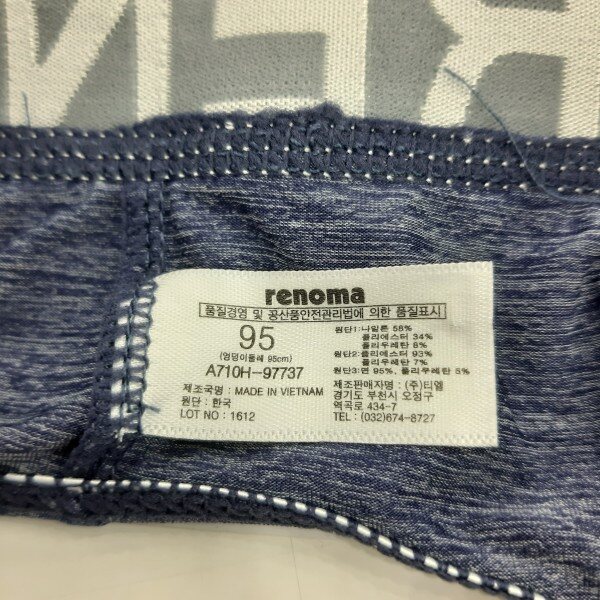 renoma
품질경영 및 공산품안전관리법에 의한 품질표시
95
(엉덩이둘레 95cm)
A710H-97737
제조국명 : MADE IN VIETNAM
원단 : 한국
LOT NO : 1612
원단1:나일론 58%
폴리에스터 34%
폴리우레탄 8%
원단2:폴리에스터 93%
폴리우레탄 7%
원단3:면 95%, 폴리우레탄 5%
제조판매자명 : (주)티엘
경기도 부천시 오정구
역곡로 434-7
TEL : (032)674-8727